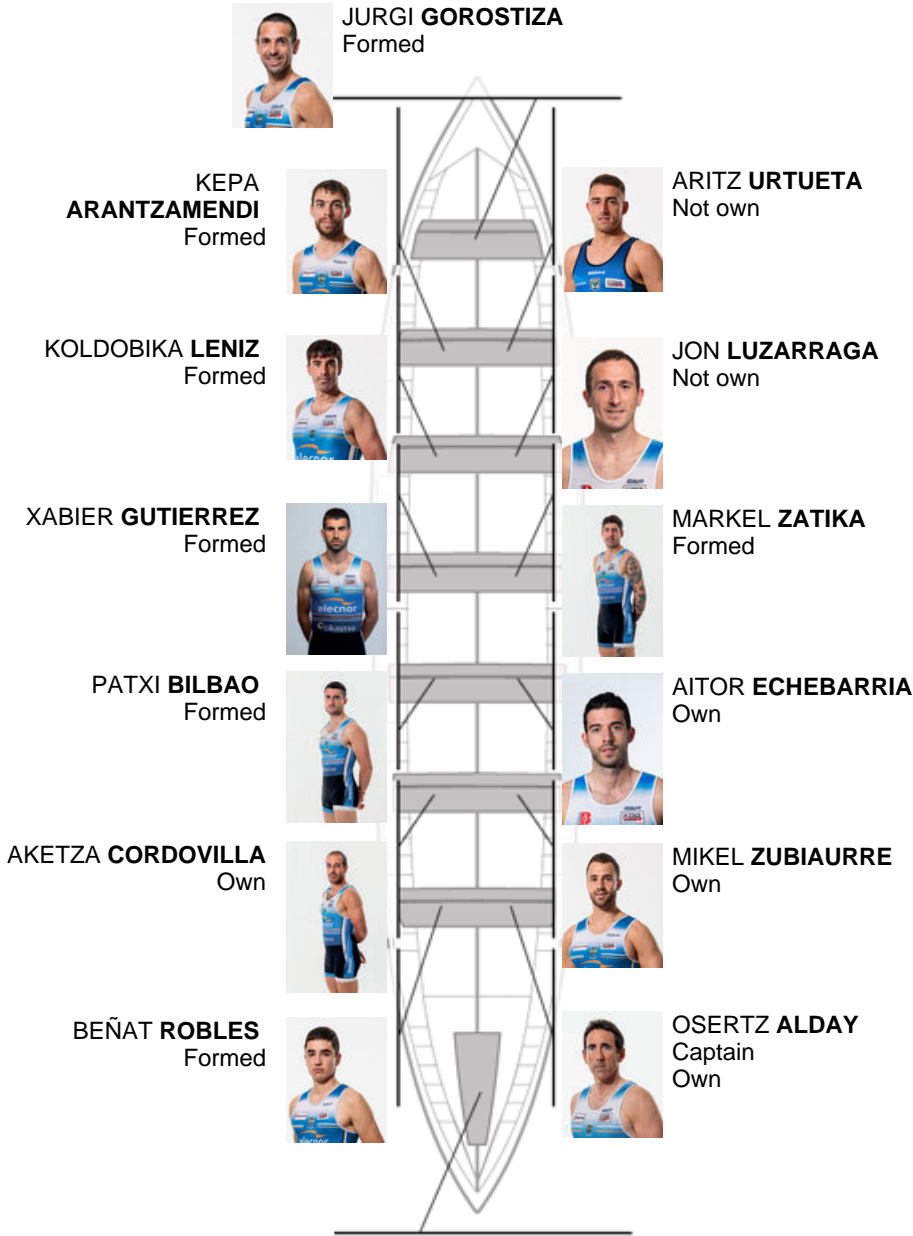 JURGI GOROSTIZA
Formed
KEPA
ARANTZAMENDI
Formed
ARITZ URTUETA
Not own
KOLDOBIKA LENIZ
Formed
JON LUZARRAGA
Not own
XABIER GUTIERREZ
Formed
elecnor
cikautxo
MARKEL ZATIKA
Formed
PATXI BILBAO
Formed
AITOR ECHEBARRIA
Own
AKETZA CORDOVILLA
Own
MIKEL ZUBIAURRE
Own
BEÑAT ROBLES
Formed
OSERTZ ALDAY
Captain
Own